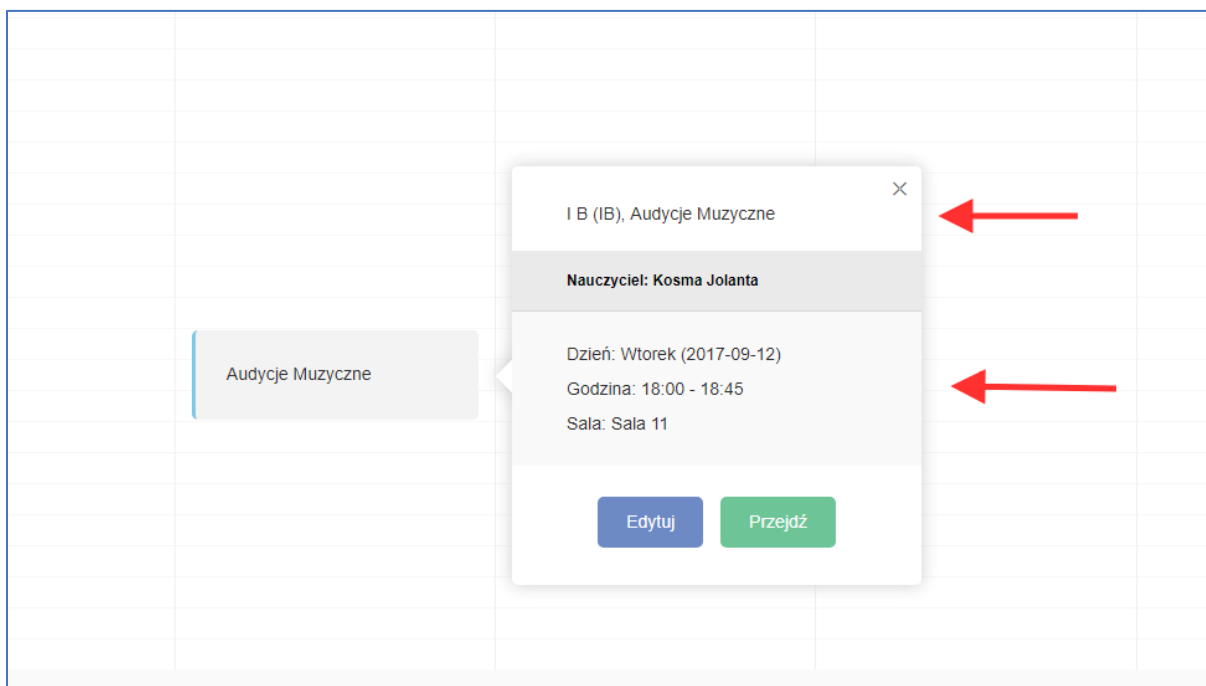 I B (IB), Audycje Muzyczne
Nauczyciel: Kosma Jolanta
Audycje Muzyczne
Dzień: Wtorek (2017-09-12)
Godzina: 18:00 - 18:45
Sala: Sala 11
Edytuj
Przejdź